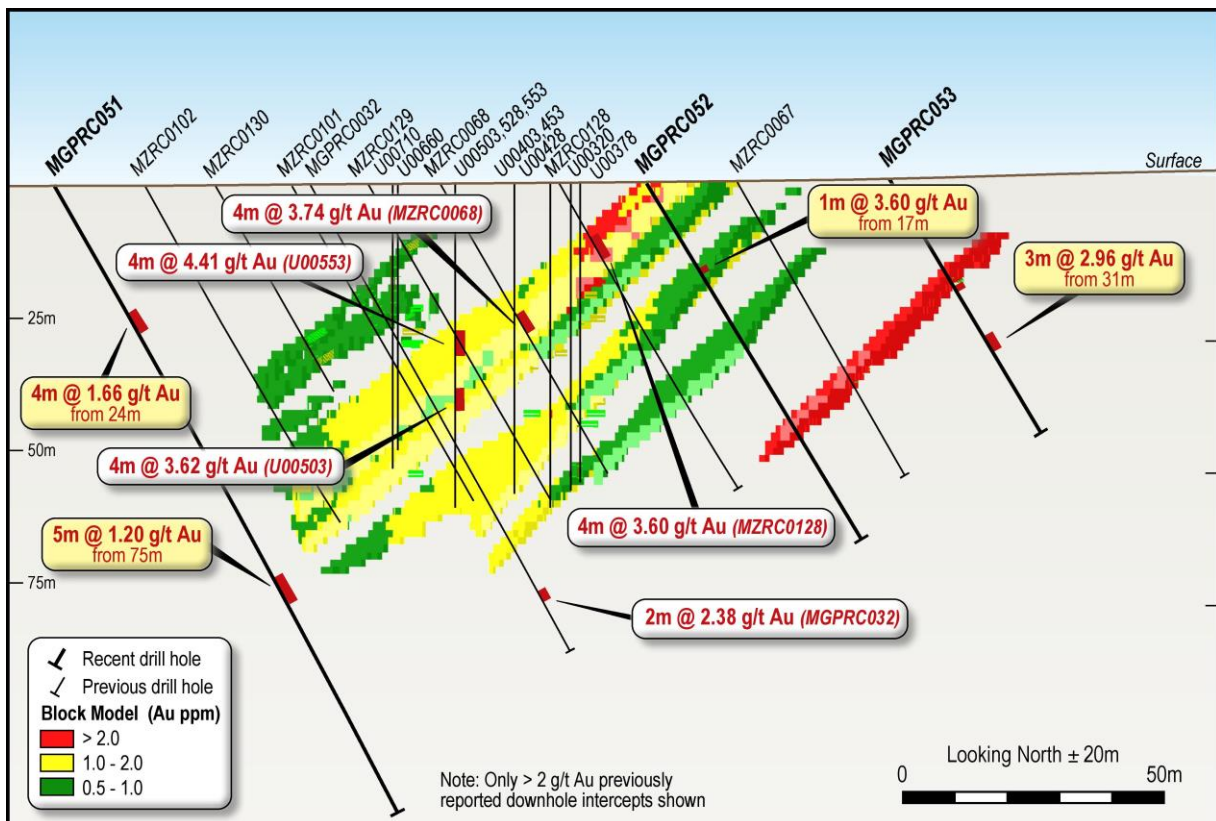 MGPRC051
MZRC0102
MZRC0130
MZRC0101
MGPRC0032
MZRC0129
U00710
U00660
MZRC0068
U00503,528,553
U00403,453
U00428
MZRC0128
U00320
U00378
MGPRC052
MZRC0067
MGPRC053
Surface
4m @ 3.74 g/t Au (MZRC0068)
1m @ 3.60 g/t Au
from 17m
4m @ 4.41 g/t Au (U00553)
3m @ 2.96 g/t Au
from 31m
25m
4m @ 1.66 g/t Au
from 24m
50m
4m @ 3.62 g/t Au (U00503)
4m @ 3.60 g/t Au (MZRC0128)
5m @ 1.20 g/t Au
from 75m
75m
2m @ 2.38 g/t Au (MGPRC032)
Recent drill hole
Previous drill hole
Block Model (Au ppm)
> 2.0
1.0 - 2.0
0.5 - 1.0
Note: Only > 2 g/t Au previously
reported downhole intercepts shown
Looking North ± 20m
0
50m